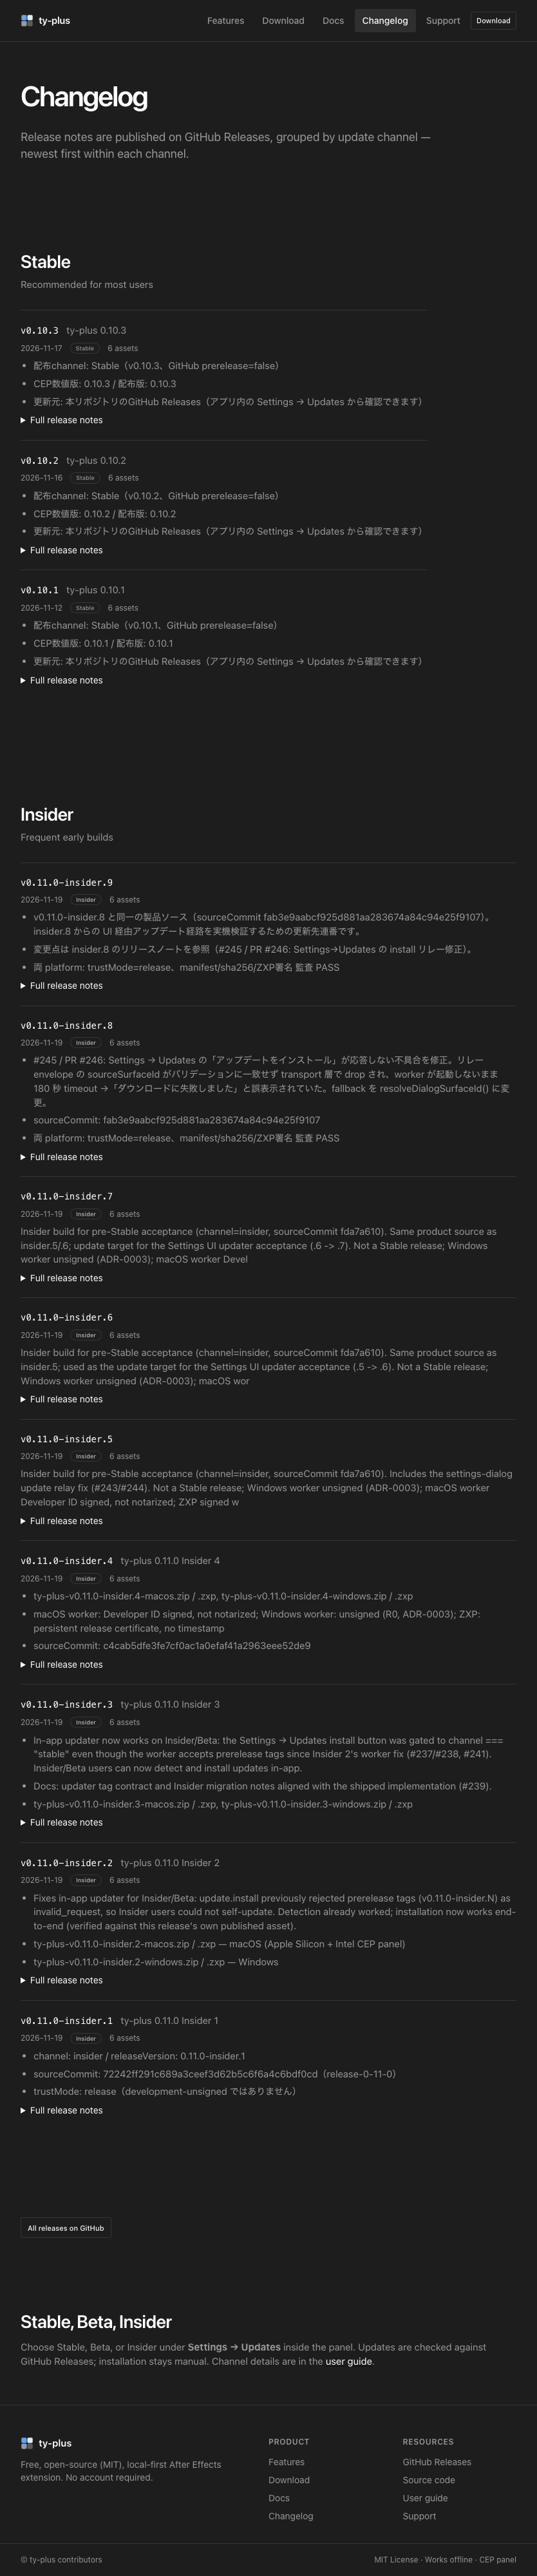 ty-plus
Features
Download
Docs
Changelog
Support
Download
Changelog
Release notes are published on GitHub Releases, grouped by update channel —
newest first within each channel.
Stable
Recommended for most users
v0.10.3 ty-plus 0.10.3
2026-11-17 Stable 6 assets
• 配布channel: Stable（v0.10.3、GitHub prerelease=false）
• CEP数値版: 0.10.3 / 配布版: 0.10.3
• 更新元: 本リポジトリのGitHub Releases（アプリ内の Settings → Updates から確認できます）
▶ Full release notes
v0.10.2 ty-plus 0.10.2
2026-11-16 Stable 6 assets
• 配布channel: Stable（v0.10.2、GitHub prerelease=false）
• CEP数値版: 0.10.2 / 配布版: 0.10.2
• 更新元: 本リポジトリのGitHub Releases（アプリ内の Settings → Updates から確認できます）
▶ Full release notes
v0.10.1 ty-plus 0.10.1
2026-11-12 Stable 6 assets
• 配布channel: Stable（v0.10.1、GitHub prerelease=false）
• CEP数値版: 0.10.1 / 配布版: 0.10.1
• 更新元: 本リポジトリのGitHub Releases（アプリ内の Settings → Updates から確認できます）
▶ Full release notes
Insider
Frequent early builds
v0.11.0-insider.9
2026-11-19 Insider 6 assets
• v0.11.0-insider.8 と同一の製品ソース（sourceCommit fab3e9aabcf925d881aa283674a84c94e25f9107）。
insider.8 からの UI 経由アップデート経路を実機検証するための更新先連番です。
• 変更点は insider.8 のリリースノートを参照（#245 / PR #246: Settings→Updates の install リレー修正）。
• 両 platform: trustMode=release、manifest/sha256/ZXP署名 監査 PASS
▶ Full release notes
v0.11.0-insider.8
2026-11-19 Insider 6 assets
• #245 / PR #246: Settings → Updates の「アップデートをインストール」が応答しない不具合を修正。リレー
envelope の sourceSurfaceId がバリデーションに一致せず transport 層で drop され、worker が起動しないまま
180 秒 timeout →「ダウンロードに失敗しました」と誤表示されていた。fallback を resolveDialogSurfaceId() に変
更。
• sourceCommit: fab3e9aabcf925d881aa283674a84c94e25f9107
• 両 platform: trustMode=release、manifest/sha256/ZXP署名 監査 PASS
▶ Full release notes
v0.11.0-insider.7
2026-11-19 Insider 6 assets
Insider build for pre-Stable acceptance (channel=insider, sourceCommit fda7a610). Same product source as
insider.5/.6; update target for the Settings UI updater acceptance (.6 -> .7). Not a Stable release; Windows
worker unsigned (ADR-0003); macOS worker Devel
▶ Full release notes
v0.11.0-insider.6
2026-11-19 Insider 6 assets
Insider build for pre-Stable acceptance (channel=insider, sourceCommit fda7a610). Same product source as
insider.5; used as the update target for the Settings UI updater acceptance (.5 -> .6). Not a Stable release;
Windows worker unsigned (ADR-0003); macOS wor
▶ Full release notes
v0.11.0-insider.5
2026-11-19 Insider 6 assets
Insider build for pre-Stable acceptance (channel=insider, sourceCommit fda7a610). Includes the settings-dialog
update relay fix (#243/#244). Not a Stable release; Windows worker unsigned (ADR-0003); macOS worker
Developer ID signed, not notarized; ZXP signed w
▶ Full release notes
v0.11.0-insider.4 ty-plus 0.11.0 Insider 4
2026-11-19 Insider 6 assets
• ty-plus-v0.11.0-insider.4-macos.zip / .zxp, ty-plus-v0.11.0-insider.4-windows.zip / .zxp
• macOS worker: Developer ID signed, not notarized; Windows worker: unsigned (R0, ADR-0003); ZXP:
persistent release certificate, no timestamp
• sourceCommit: c4cab5dfe3fe7cf0ac1a0efaf41a2963eee52de9
▶ Full release notes
v0.11.0-insider.3 ty-plus 0.11.0 Insider 3
2026-11-19 Insider 6 assets
• In-app updater now works on Insider/Beta: the Settings → Updates install button was gated to channel ===
"stable" even though the worker accepts prerelease tags since Insider 2's worker fix (#237/#238, #241).
Insider/Beta users can now detect and install updates in-app.
• Docs: updater tag contract and Insider migration notes aligned with the shipped implementation (#239).
• ty-plus-v0.11.0-insider.3-macos.zip / .zxp, ty-plus-v0.11.0-insider.3-windows.zip / .zxp
▶ Full release notes
v0.11.0-insider.2 ty-plus 0.11.0 Insider 2
2026-11-19 Insider 6 assets
• Fixes in-app updater for Insider/Beta: update.install previously rejected prerelease tags (v0.11.0-insider.N) as
invalid_request, so Insider users could not self-update. Detection already worked; installation now works end-
to-end (verified against this release's own published asset).
• ty-plus-v0.11.0-insider.2-macos.zip / .zxp — macOS (Apple Silicon + Intel CEP panel)
• ty-plus-v0.11.0-insider.2-windows.zip / .zxp — Windows
▶ Full release notes
v0.11.0-insider.1 ty-plus 0.11.0 Insider 1
2026-11-19 Insider 6 assets
• channel: insider / releaseVersion: 0.11.0-insider.1
• sourceCommit: 72242ff291c689a3ceef3d62b5c6f6a4c6bdf0cd（release-0-11-0）
• trustMode: release（development-unsigned ではありません）
▶ Full release notes
All releases on GitHub
Stable, Beta, Insider
Choose Stable, Beta, or Insider under Settings → Updates inside the panel. Updates are checked against
GitHub Releases; installation stays manual. Channel details are in the user guide.
ty-plus
Free, open-source (MIT), local-first After Effects
extension. No account required.
PRODUCT
Features
Download
Docs
Changelog
RESOURCES
GitHub Releases
Source code
User guide
Support
© ty-plus contributors
MIT License · Works offline · CEP panel